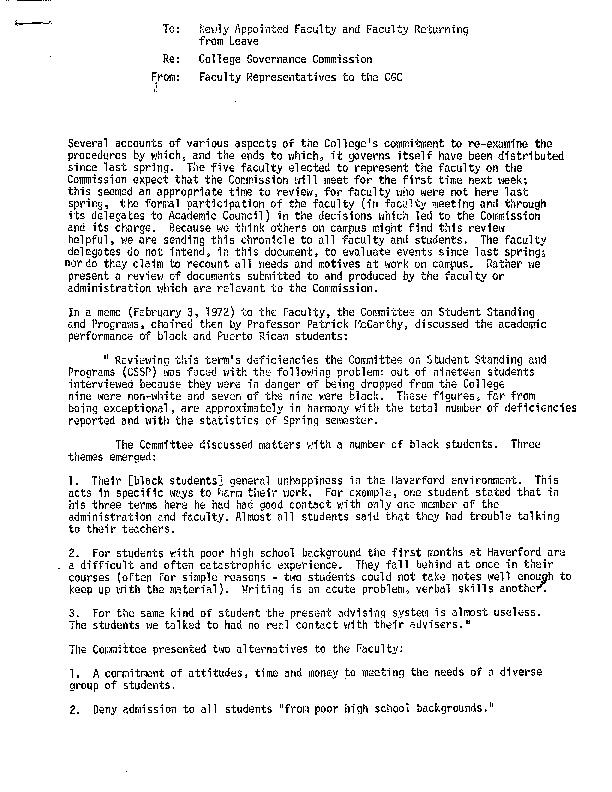 To: Newly Appointed Faculty and Faculty Returning
from Leave
Re: College Governance Commission
From: Faculty Representatives to the CGC
Several accounts of various aspects of the College's commitment to re-examine the
procedures by which, and the ends to which, it governs itself have been distributed
since last spring. The five faculty elected to represent the faculty on the
Commission expect that the Commission will meet for the first time next week;
this seemed an appropriate time to review, for faculty who were not here last
spring, the formal participation of the faculty (in faculty meeting and through
its delegates to Academic Council) in the decisions which led to the Commission
and its charge. Because we think others on campus might find this review
helpful, we are sending this chronicle to all faculty and students. The faculty
delegates do not intend, in this document, to evaluate events since last spring;
nor do they claim to recount all needs and motives at work on campus. Rather we
present a review of documents submitted to and produced by the faculty or
administration which are relevant to the Commission.
In a memo (February 3, 1972) to the Faculty, the Committee on Student Standing
and Programs, chaired then by Professor Patrick McCarthy, discussed the academic
performance of black and Puerto Rican students:
" Reviewing this term's deficiencies the Committee on Student Standing and
Programs (CSSP) was faced with the following problem: out of nineteen students
interviewed because they were in danger of being dropped from the College
nine were non-white and seven of the nine were black. These figures, far from
being exceptional, are approximately in harmony with the total number of deficiencies
reported and with the statistics of Spring semester.
The Committee discussed matters with a number of black students. Three
themes emerged:
1. Their [black students] general unhappiness in the Haverford environment. This
acts in specific ways to harm their work. For example, one student stated that in
his three terms here he had had good contact with only one member of the
administration and faculty. Almost all students said that they had trouble talking
to their teachers.
2. For students with poor high school background the first months at Haverford are
a difficult and often catastrophic experience. They fall behind at once in their
courses (often for simple reasons - two students could not take notes well enough to
keep up with the material). Writing is an acute problem, verbal skills another.
3. For the same kind of student the present advising system is almost useless.
The students we talked to had no real contact with their advisers."
The Committee presented two alternatives to the Faculty:
1. A commitment of attitudes, time and money to meeting the needs of a diverse
group of students.
2. Deny admission to all students "from poor high school backgrounds."